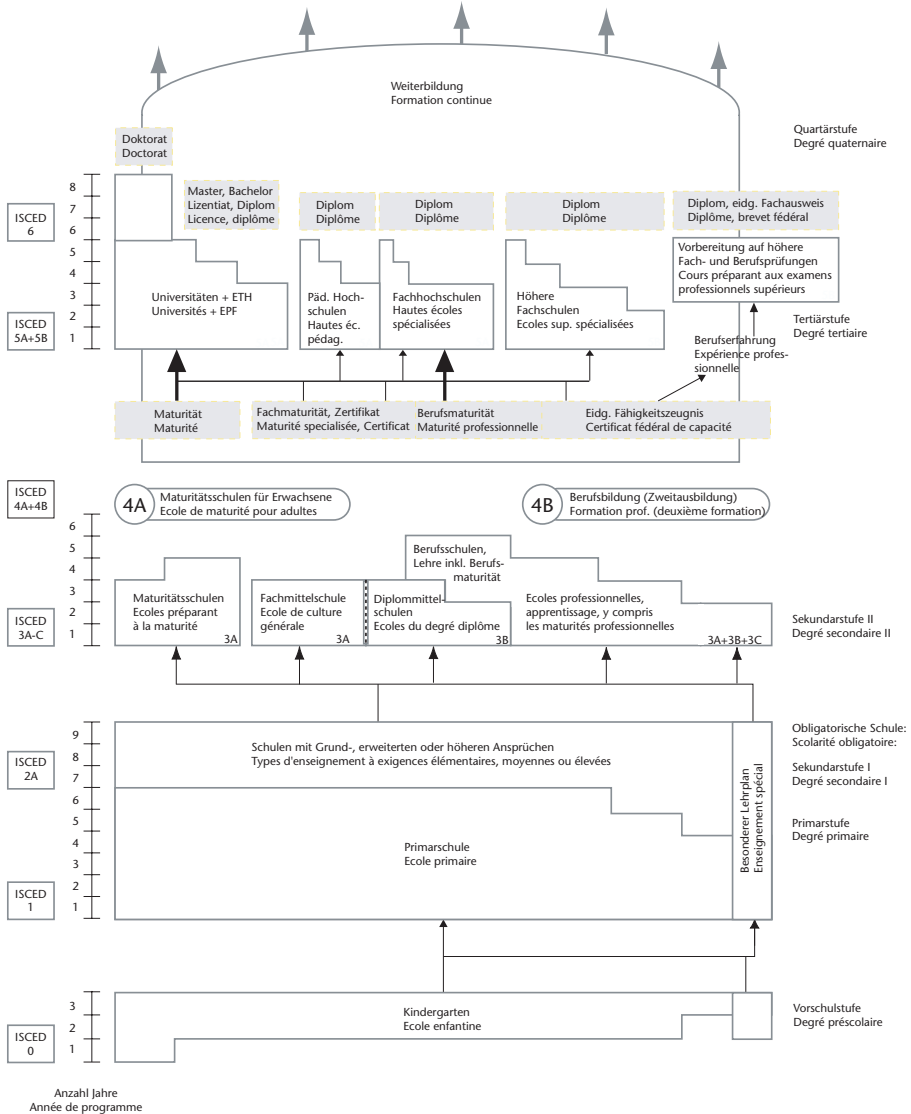 Weiterbildung
Formation continue
Quartärstufe
Degré quaternaire
Doktorat
Doctorat
8
7
6
5
4
3
2
1
ISCED
6
ISCED
5A+5B
Master, Bachelor
Lizentiat, Diplom
Licence, diplôme
Diplom
Diplôme
Diplom
Diplôme
Diplom
Diplôme
Diplom, eidg. Fachausweis
Diplôme, brevet fédéral
Universitäten + ETH
Universités + EPF
Päd. Hoch-
schulen
Hautes éc.
pédag.
Fachhochschulen
Hautes écoles
spécialisées
Höhere
Fachschulen
Ecoles sup. spécialisées
Vorbereitung auf höhere
Fach- und Berufsprüfungen
Cours préparant aux examens
professionnels supérieurs
Tertiärstufe
Degré tertiaire
Berufserfahrung
Expérience profes-
sionnelle
Maturität
Maturité
Fachmaturität, Zertifikat
Maturité specialisée, Certificat
Berufsmaturität
Maturité professionnelle
Eidg. Fähigkeitszeugnis
Certificat fédéral de capacité
ISCED
4A+4B
4A
Maturitätsschulen für Erwachsene
Ecole de maturité pour adultes
4B
Berufsbildung (Zweitausbildung)
Formation prof. (deuxième formation)
6
5
4
3
2
1
ISCED
3A-C
Maturitätsschulen
Ecoles préparant
à la maturité
3A
Fachmittelschule
Ecole de culture
générale
3A
Diplommittel-
schulen
Ecoles du degré diplôme
3B
Berufsschulen,
Lehre inkl. Berufs-
maturität
Ecoles professionnelles,
apprentissage, y compris
les maturités professionnelles
3A+3B+3C
Sekundarstufe II
Degré secondaire II
9
8
7
6
5
4
3
2
1
ISCED
2A
ISCED
1
Schulen mit Grund-, erweiterten oder höheren Ansprüchen
Types d'enseignement à exigences élémentaires, moyennes ou élevées
Primarschule
Ecole primaire
Besonderer Lehrplan
Enseignement spécial
Obligatorische Schule:
Scolarité obligatoire:
Sekundarstufe I
Degré secondaire I
Primarstufe
Degré primaire
3
2
1
ISCED
0
Kindergarten
Ecole enfantine
Vorschulstufe
Degré préscolaire
Anzahl Jahre
Année de programme